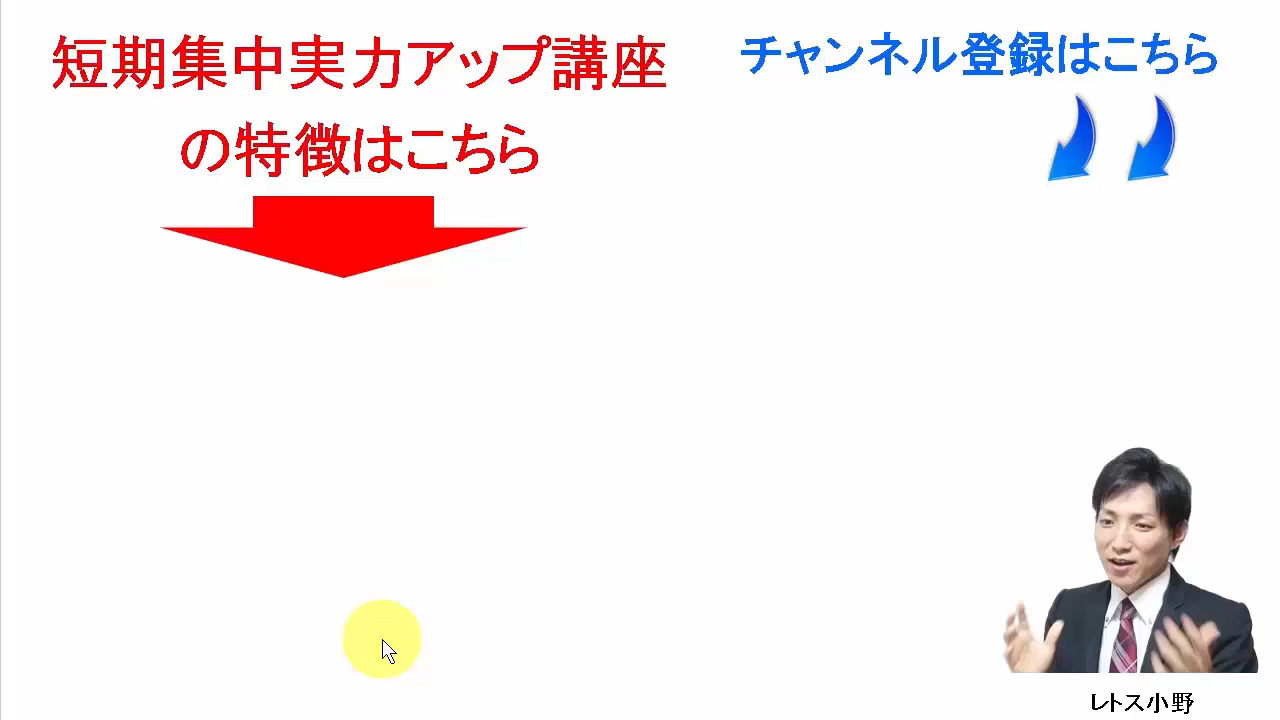 短期集中実力アップ講座
の特徴はこちら
チャンネル登録はこちら
レトス小野